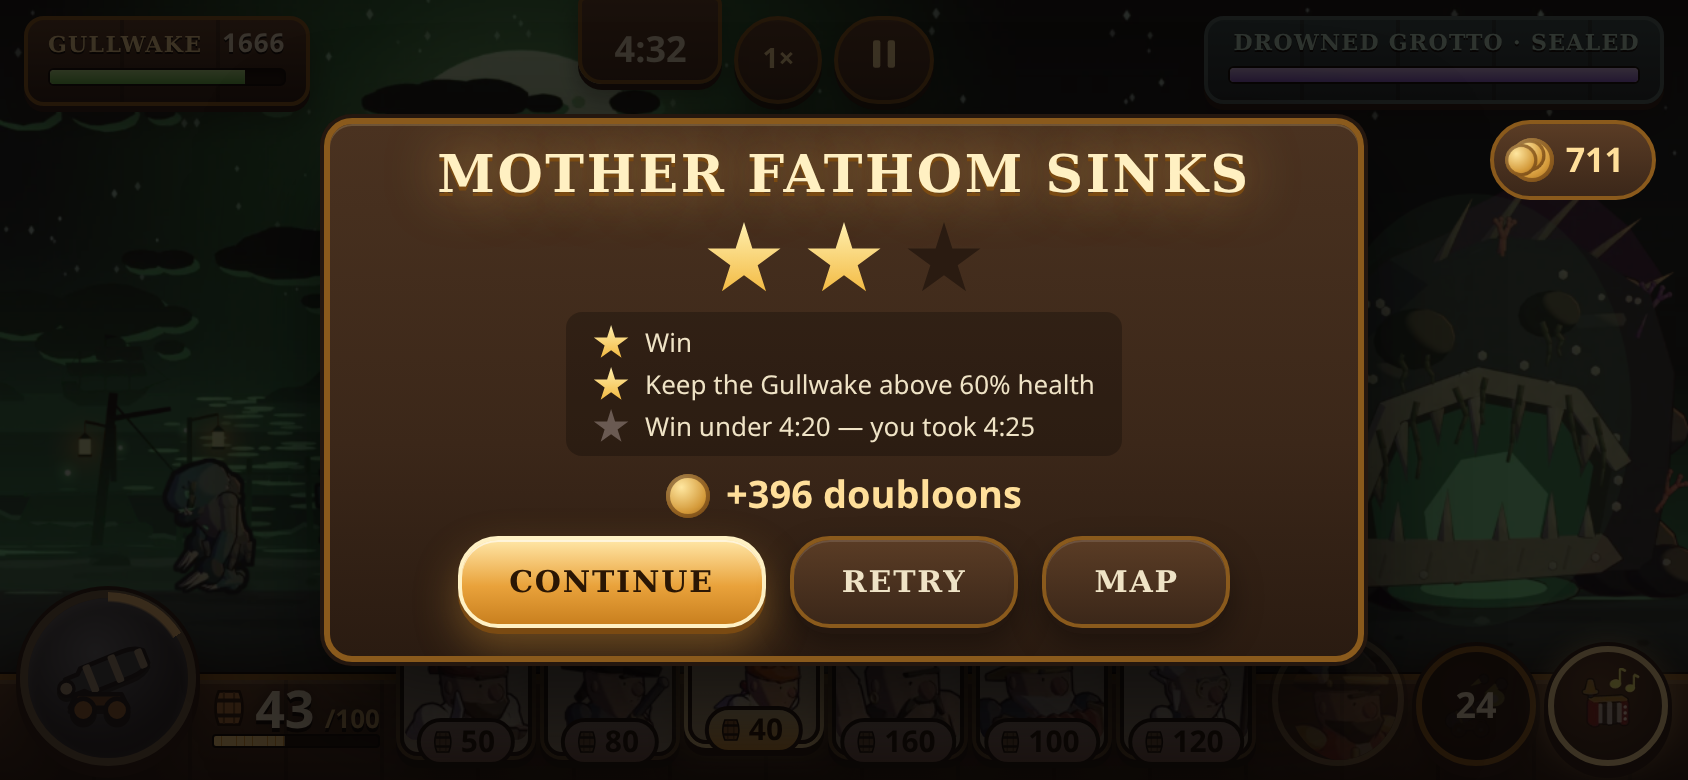 GULLWAKE 1666
4:32
1×
DROWNED GROTTO · SEALED
711
MOTHER FATHOM SINKS
Win
Keep the Gullwake above 60% health
Win under 4:20 — you took 4:25
+396 doubloons
CONTINUE
RETRY
MAP
43 /100
50
80
40
160
100
120
24